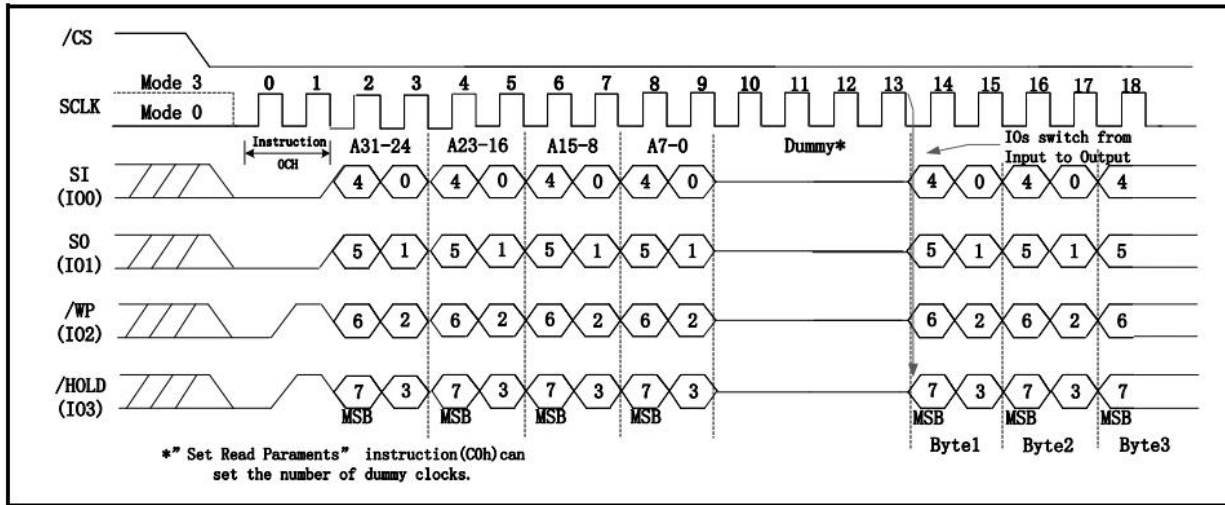 /CS
Mode 3
0 1 2 3 4 5 6 7 8 9 10 11 12 13 14 15 16 17 18
SCLK
Mode 0
Instruction
0CH
A31-24 A23-16 A15-8 A7-0 Dummy*
IOs switch from
Input to Output
SI
(IO0)
4 0 4 0 4 0 4 0 4 0 4 0 4
SO
(IO1)
5 1 5 1 5 1 5 1 5 1 5 1 5
/WP
(IO2)
6 2 6 2 6 2 6 2 6 2 6 2 6
/HOLD
(IO3)
7 3 7 3 7 3 7 3 7 3 7 3 7
MSB MSB MSB MSB MSB MSB MSB
Byte1 Byte2 Byte3
*" Set Read Paraments" instruction(C0h)can
set the number of dummy clocks.